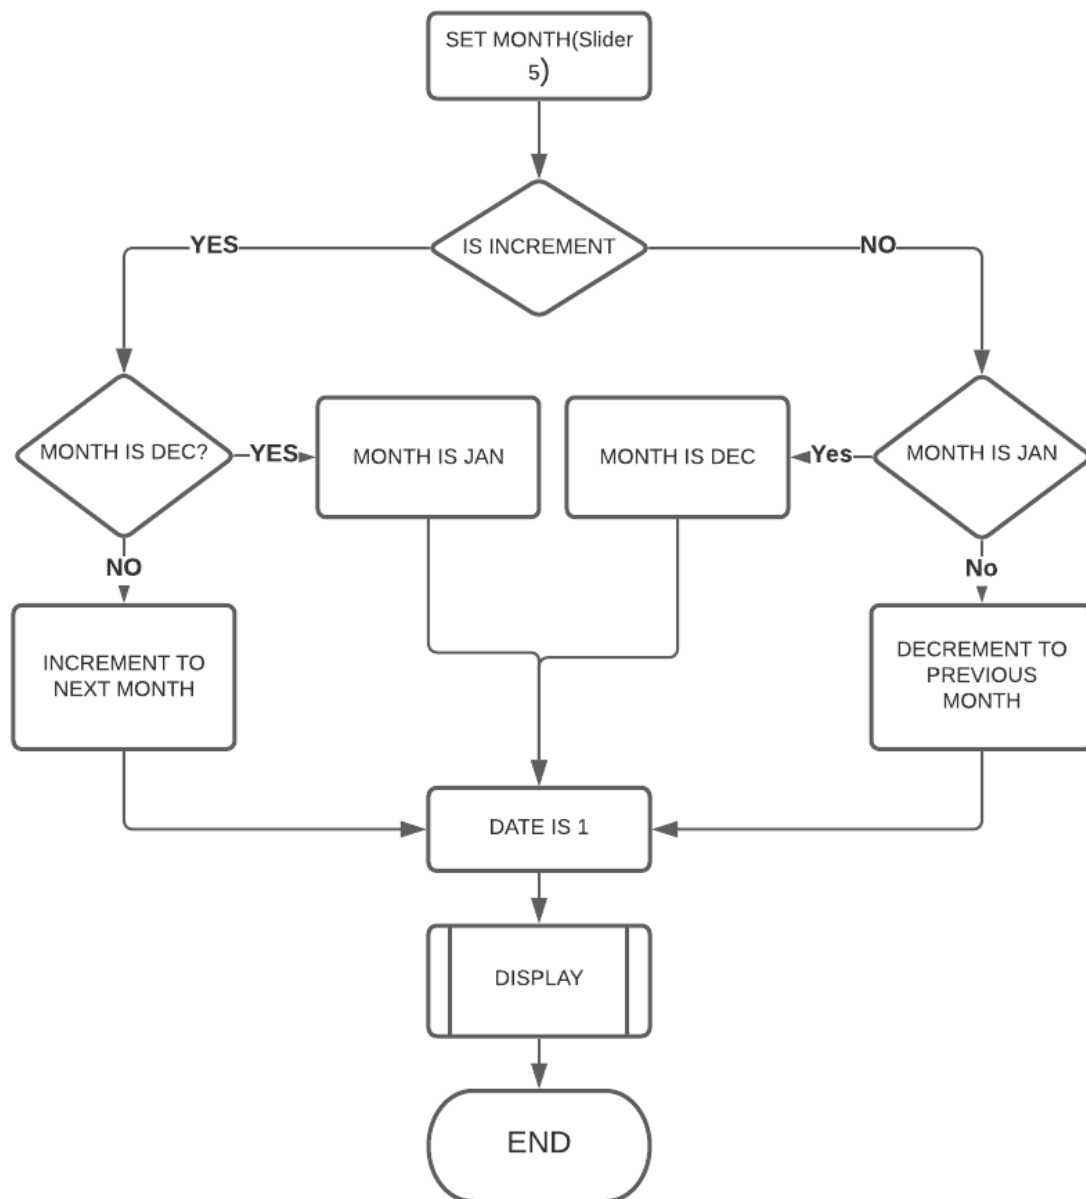 SET MONTH(Slider
5)
IS INCREMENT
YES
NO
MONTH IS DEC?
YES
MONTH IS JAN
MONTH IS DEC
Yes
MONTH IS JAN
NO
No
INCREMENT TO
NEXT MONTH
DECREMENT TO
PREVIOUS
MONTH
DATE IS 1
DISPLAY
END